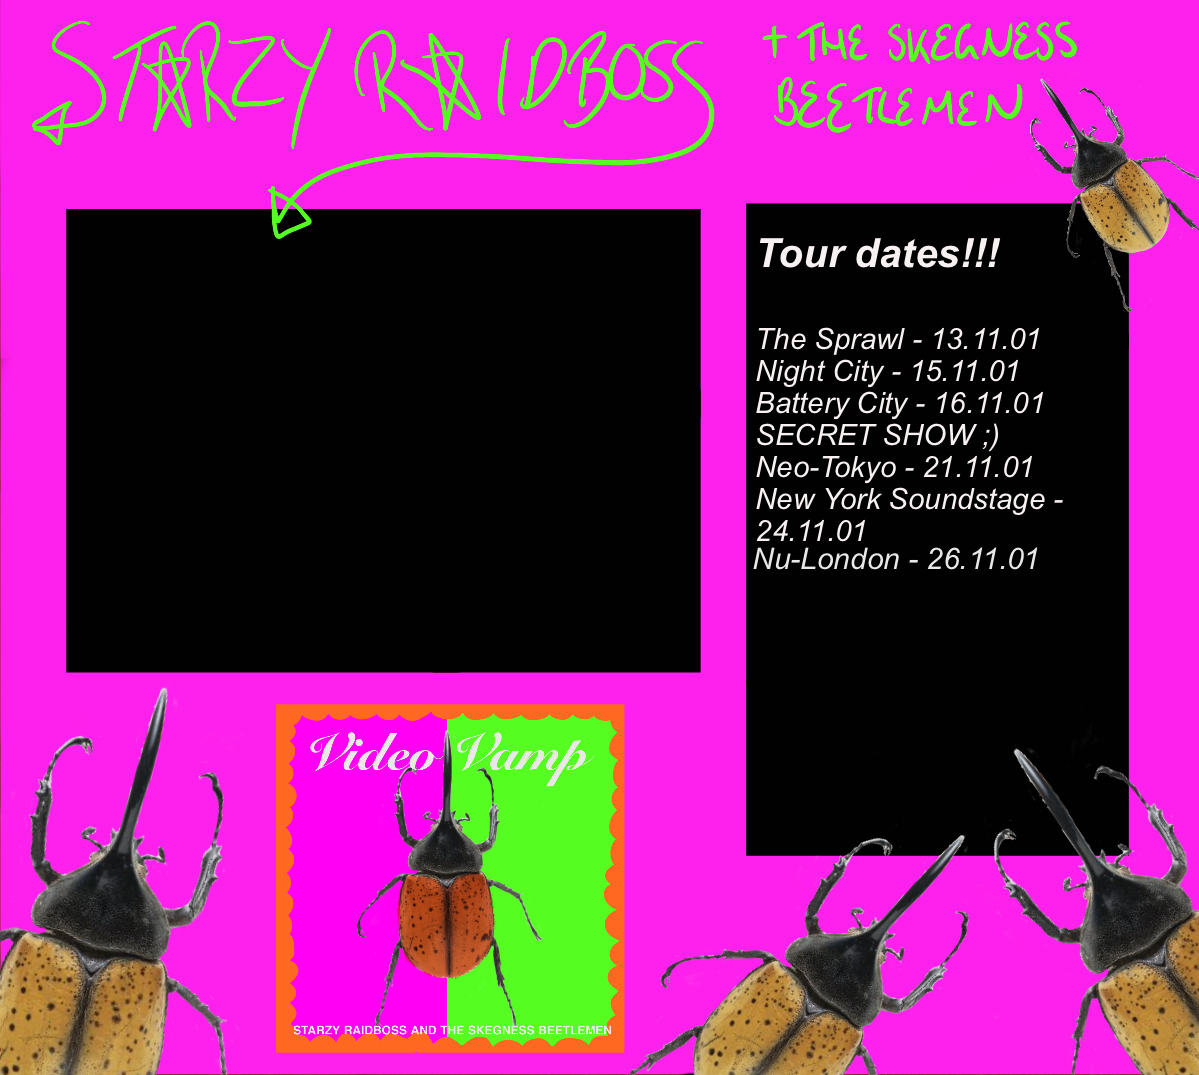 STARZY RAIDBOSS
+ THE SKEGNESS
BEETLEMEN
Tour dates!!!
The Sprawl - 13.11.01
Night City - 15.11.01
Battery City - 16.11.01
SECRET SHOW ;)
Neo-Tokyo - 21.11.01
New York Soundstage -
24.11.01
Nu-London - 26.11.01
Video Vamp
STARZY RAIDBOSS AND THE SKEGNESS BEETLEMEN